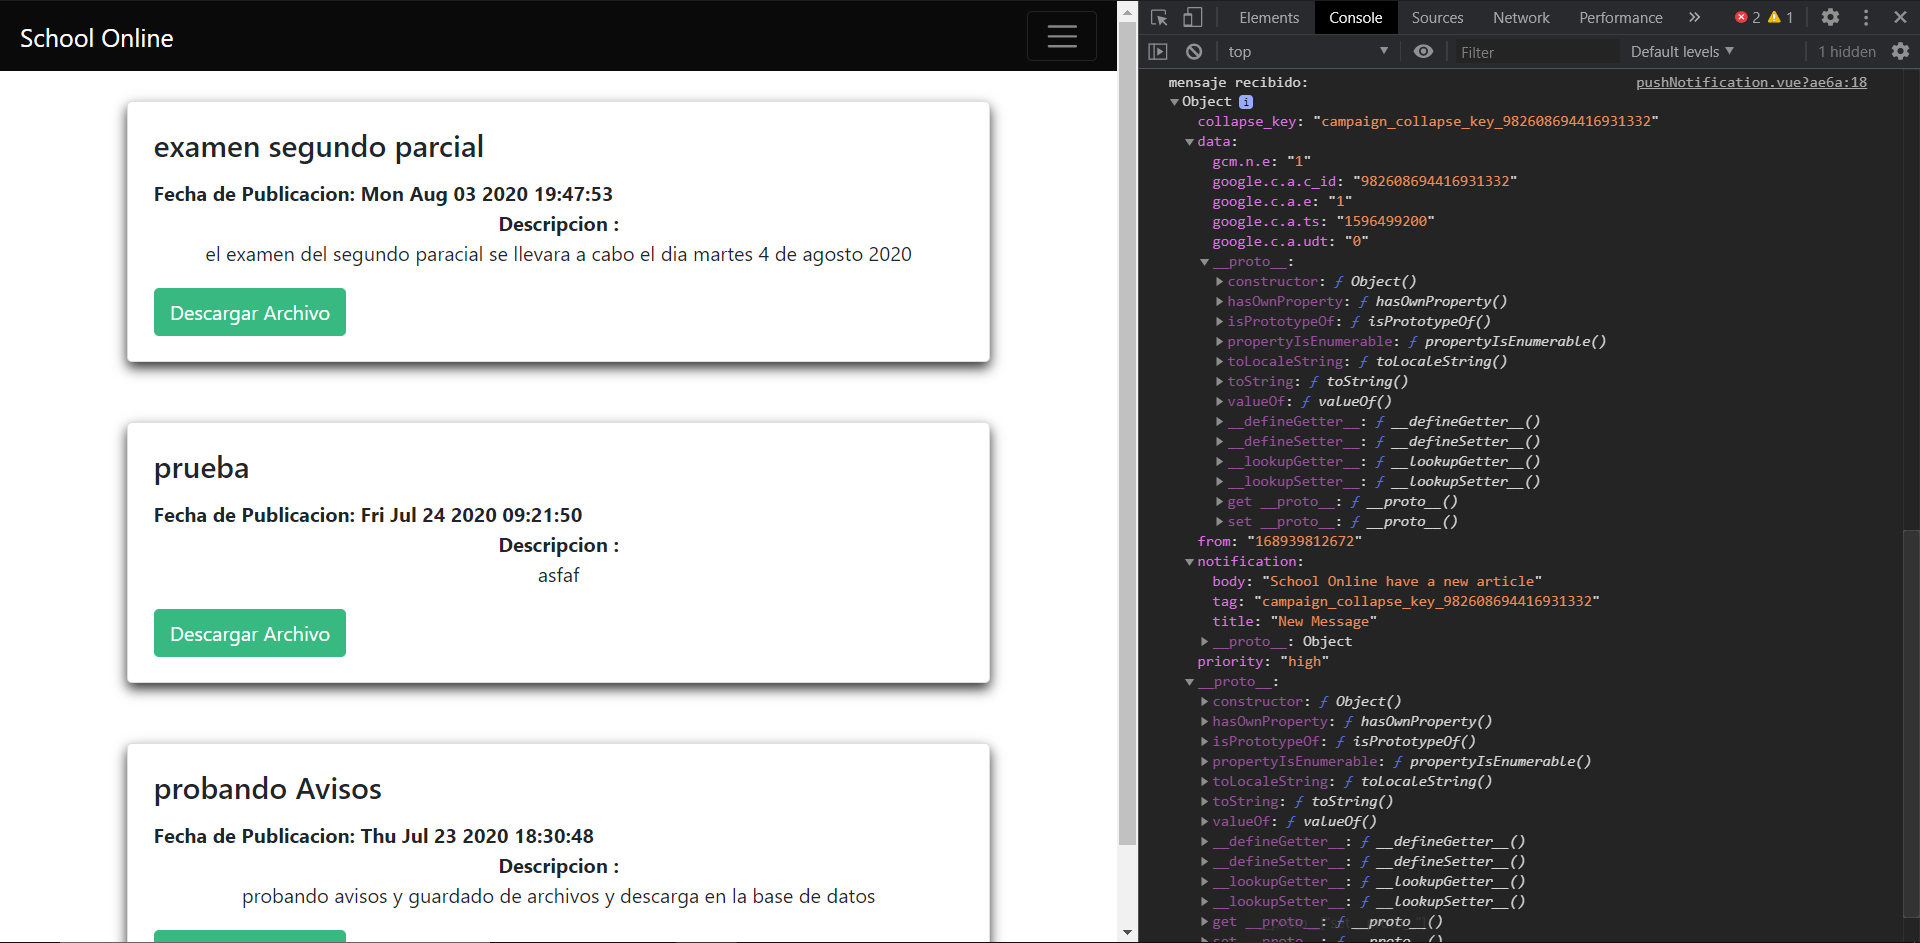 School Online
examen segundo parcial
Fecha de Publicacion: Mon Aug 03 2020 19:47:53
Descripcion :
el examen del segundo paracial se llevara a cabo el dia martes 4 de agosto 2020
Descargar Archivo
prueba
Fecha de Publicacion: Fri Jul 24 2020 09:21:50
Descripcion :
asfaf
Descargar Archivo
probando Avisos
Fecha de Publicacion: Thu Jul 23 2020 18:30:48
Descripcion :
probando avisos y guardado de archivos y descarga en la base de datos
Elements Console Sources Network Performance » 2 1
top Filter Default levels 1 hidden
mensaje recibido: pushNotification.vue?ae6a:18
Object i
collapse_key: "campaign_collapse_key_982608694416931332"
data:
gcm.n.e: "1"
google.c.a.c_id: "982608694416931332"
google.c.a.e: "1"
google.c.a.ts: "1596499200"
google.c.a.udt: "0"
__proto__:
constructor: ƒ Object()
hasOwnProperty: ƒ hasOwnProperty()
isPrototypeOf: ƒ isPrototypeOf()
propertyIsEnumerable: ƒ propertyIsEnumerable()
toLocaleString: ƒ toLocaleString()
toString: ƒ toString()
valueOf: ƒ valueOf()
__defineGetter__: ƒ __defineGetter__()
__defineSetter__: ƒ __defineSetter__()
__lookupGetter__: ƒ __lookupGetter__()
__lookupSetter__: ƒ __lookupSetter__()
get __proto__: ƒ __proto__()
set __proto__: ƒ __proto__()
from: "168939812672"
notification:
body: "School Online have a new article"
tag: "campaign_collapse_key_982608694416931332"
title: "New Message"
__proto__: Object
priority: "high"
__proto__:
constructor: ƒ Object()
hasOwnProperty: ƒ hasOwnProperty()
isPrototypeOf: ƒ isPrototypeOf()
propertyIsEnumerable: ƒ propertyIsEnumerable()
toLocaleString: ƒ toLocaleString()
toString: ƒ toString()
valueOf: ƒ valueOf()
__defineGetter__: ƒ __defineGetter__()
__defineSetter__: ƒ __defineSetter__()
__lookupGetter__: ƒ __lookupGetter__()
__lookupSetter__: ƒ __lookupSetter__()
get __proto__: ƒ __proto__()
set __proto__: ƒ __proto__()